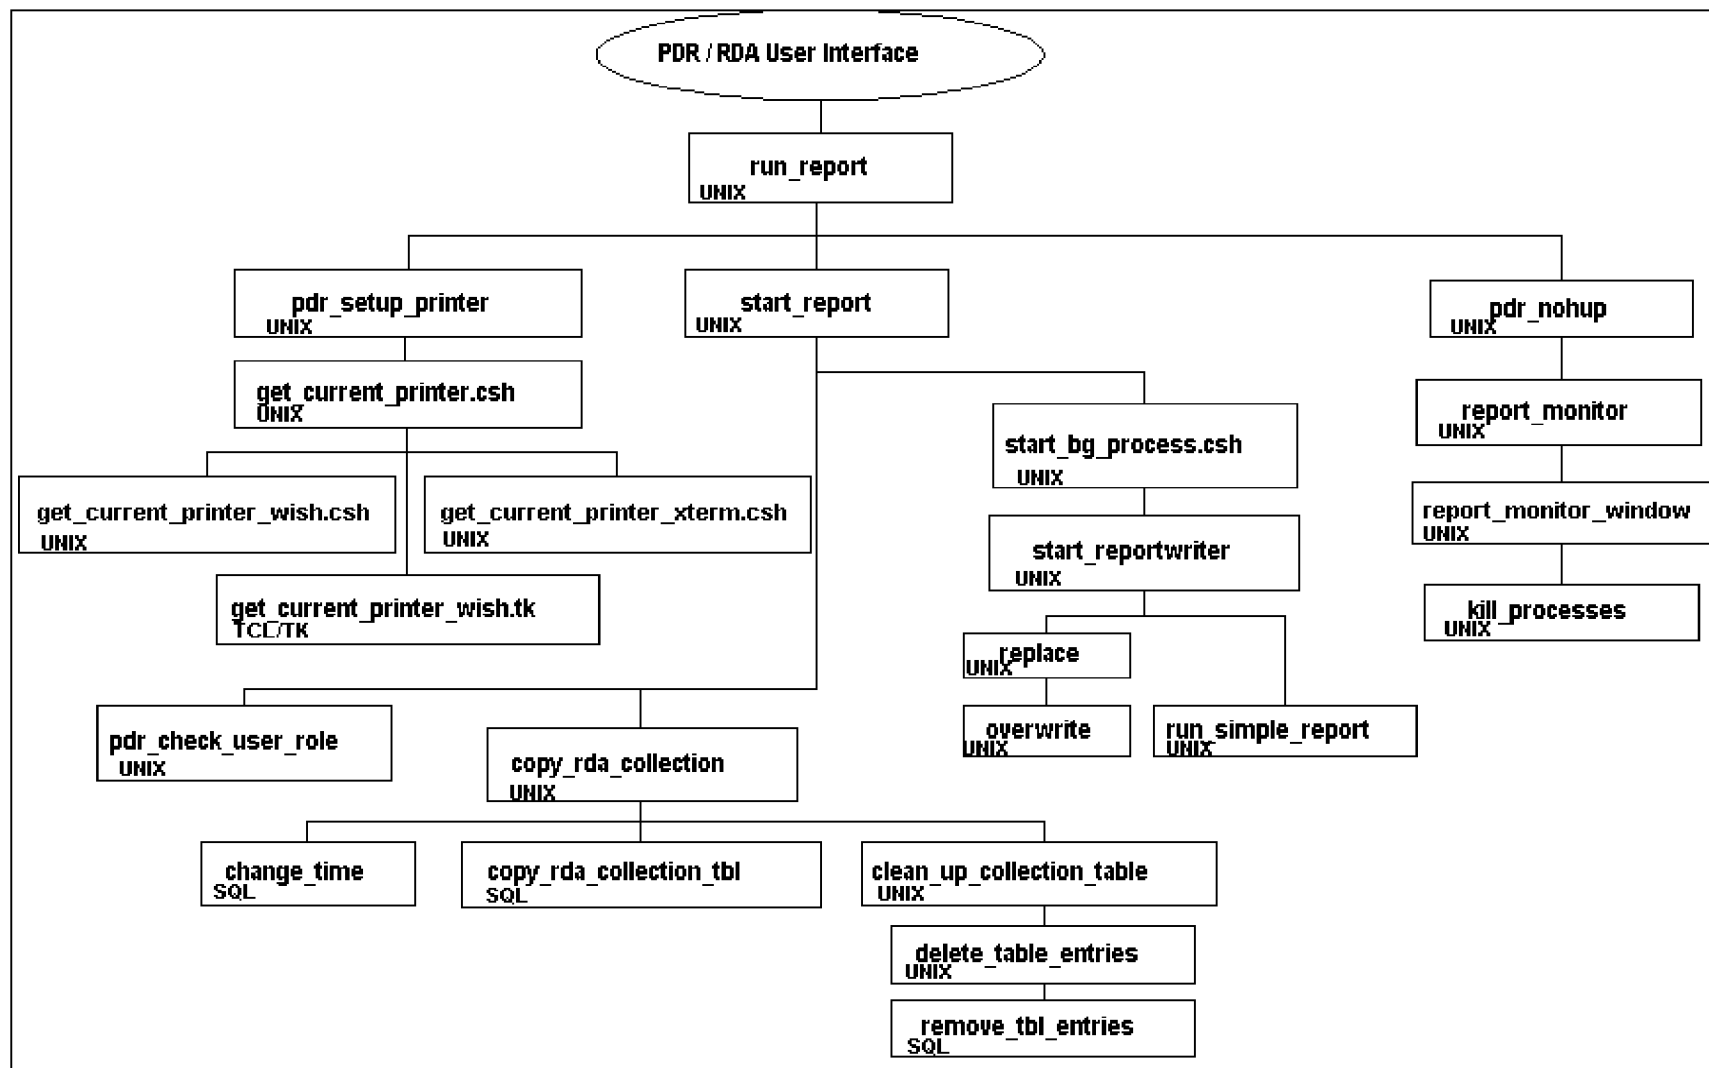 PDR / RDA User Interface
run_report
UNIX
pdr_setup_printer
UNIX
start_report
UNIX
pdr_nohup
UNIX
get_current_printer.csh
UNIX
report_monitor
UNIX
start_bg_process.csh
UNIX
get_current_printer_wish.csh
UNIX
get_current_printer_xterm.csh
UNIX
report_monitor_window
UNIX
start_reportwriter
UNIX
get_current_printer_wish.tk
TCL/TK
kill_processes
UNIX
replace
UNIX
pdr_check_user_role
UNIX
overwrite
UNIX
run_simple_report
UNIX
copy_rda_collection
UNIX
change_time
SQL
copy_rda_collection_tbl
SQL
clean_up_collection_table
UNIX
delete_table_entries
UNIX
remove_tbl_entries
SQL